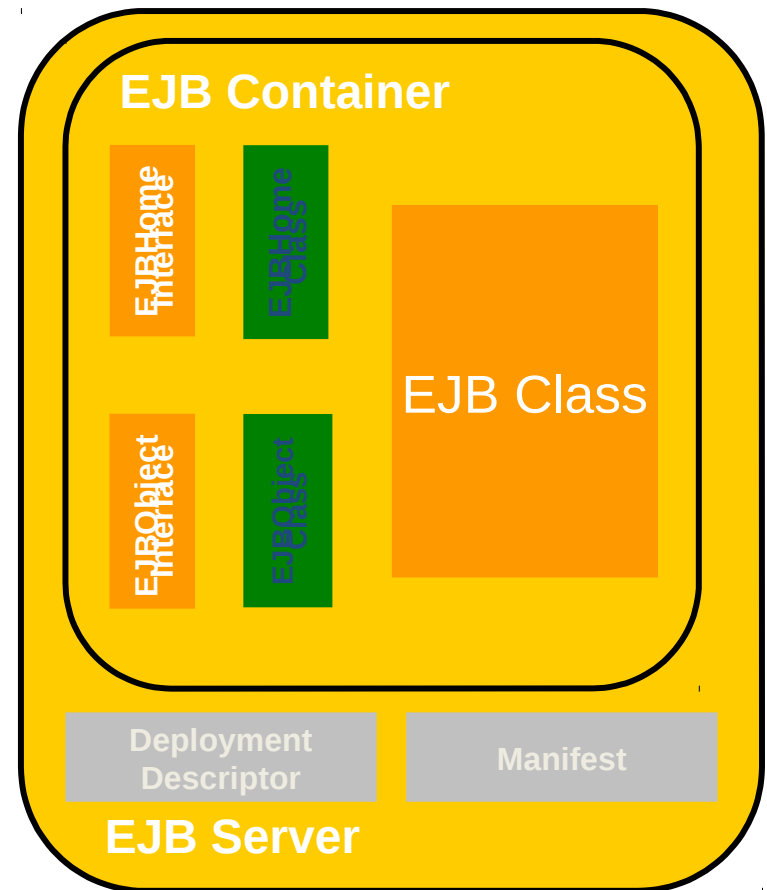 EJB Container
EJBHome
Interface
EJBHome
Class
EJB Class
EJBObject
Interface
EJBObject
Class
Deployment
Descriptor
Manifest
EJB Server